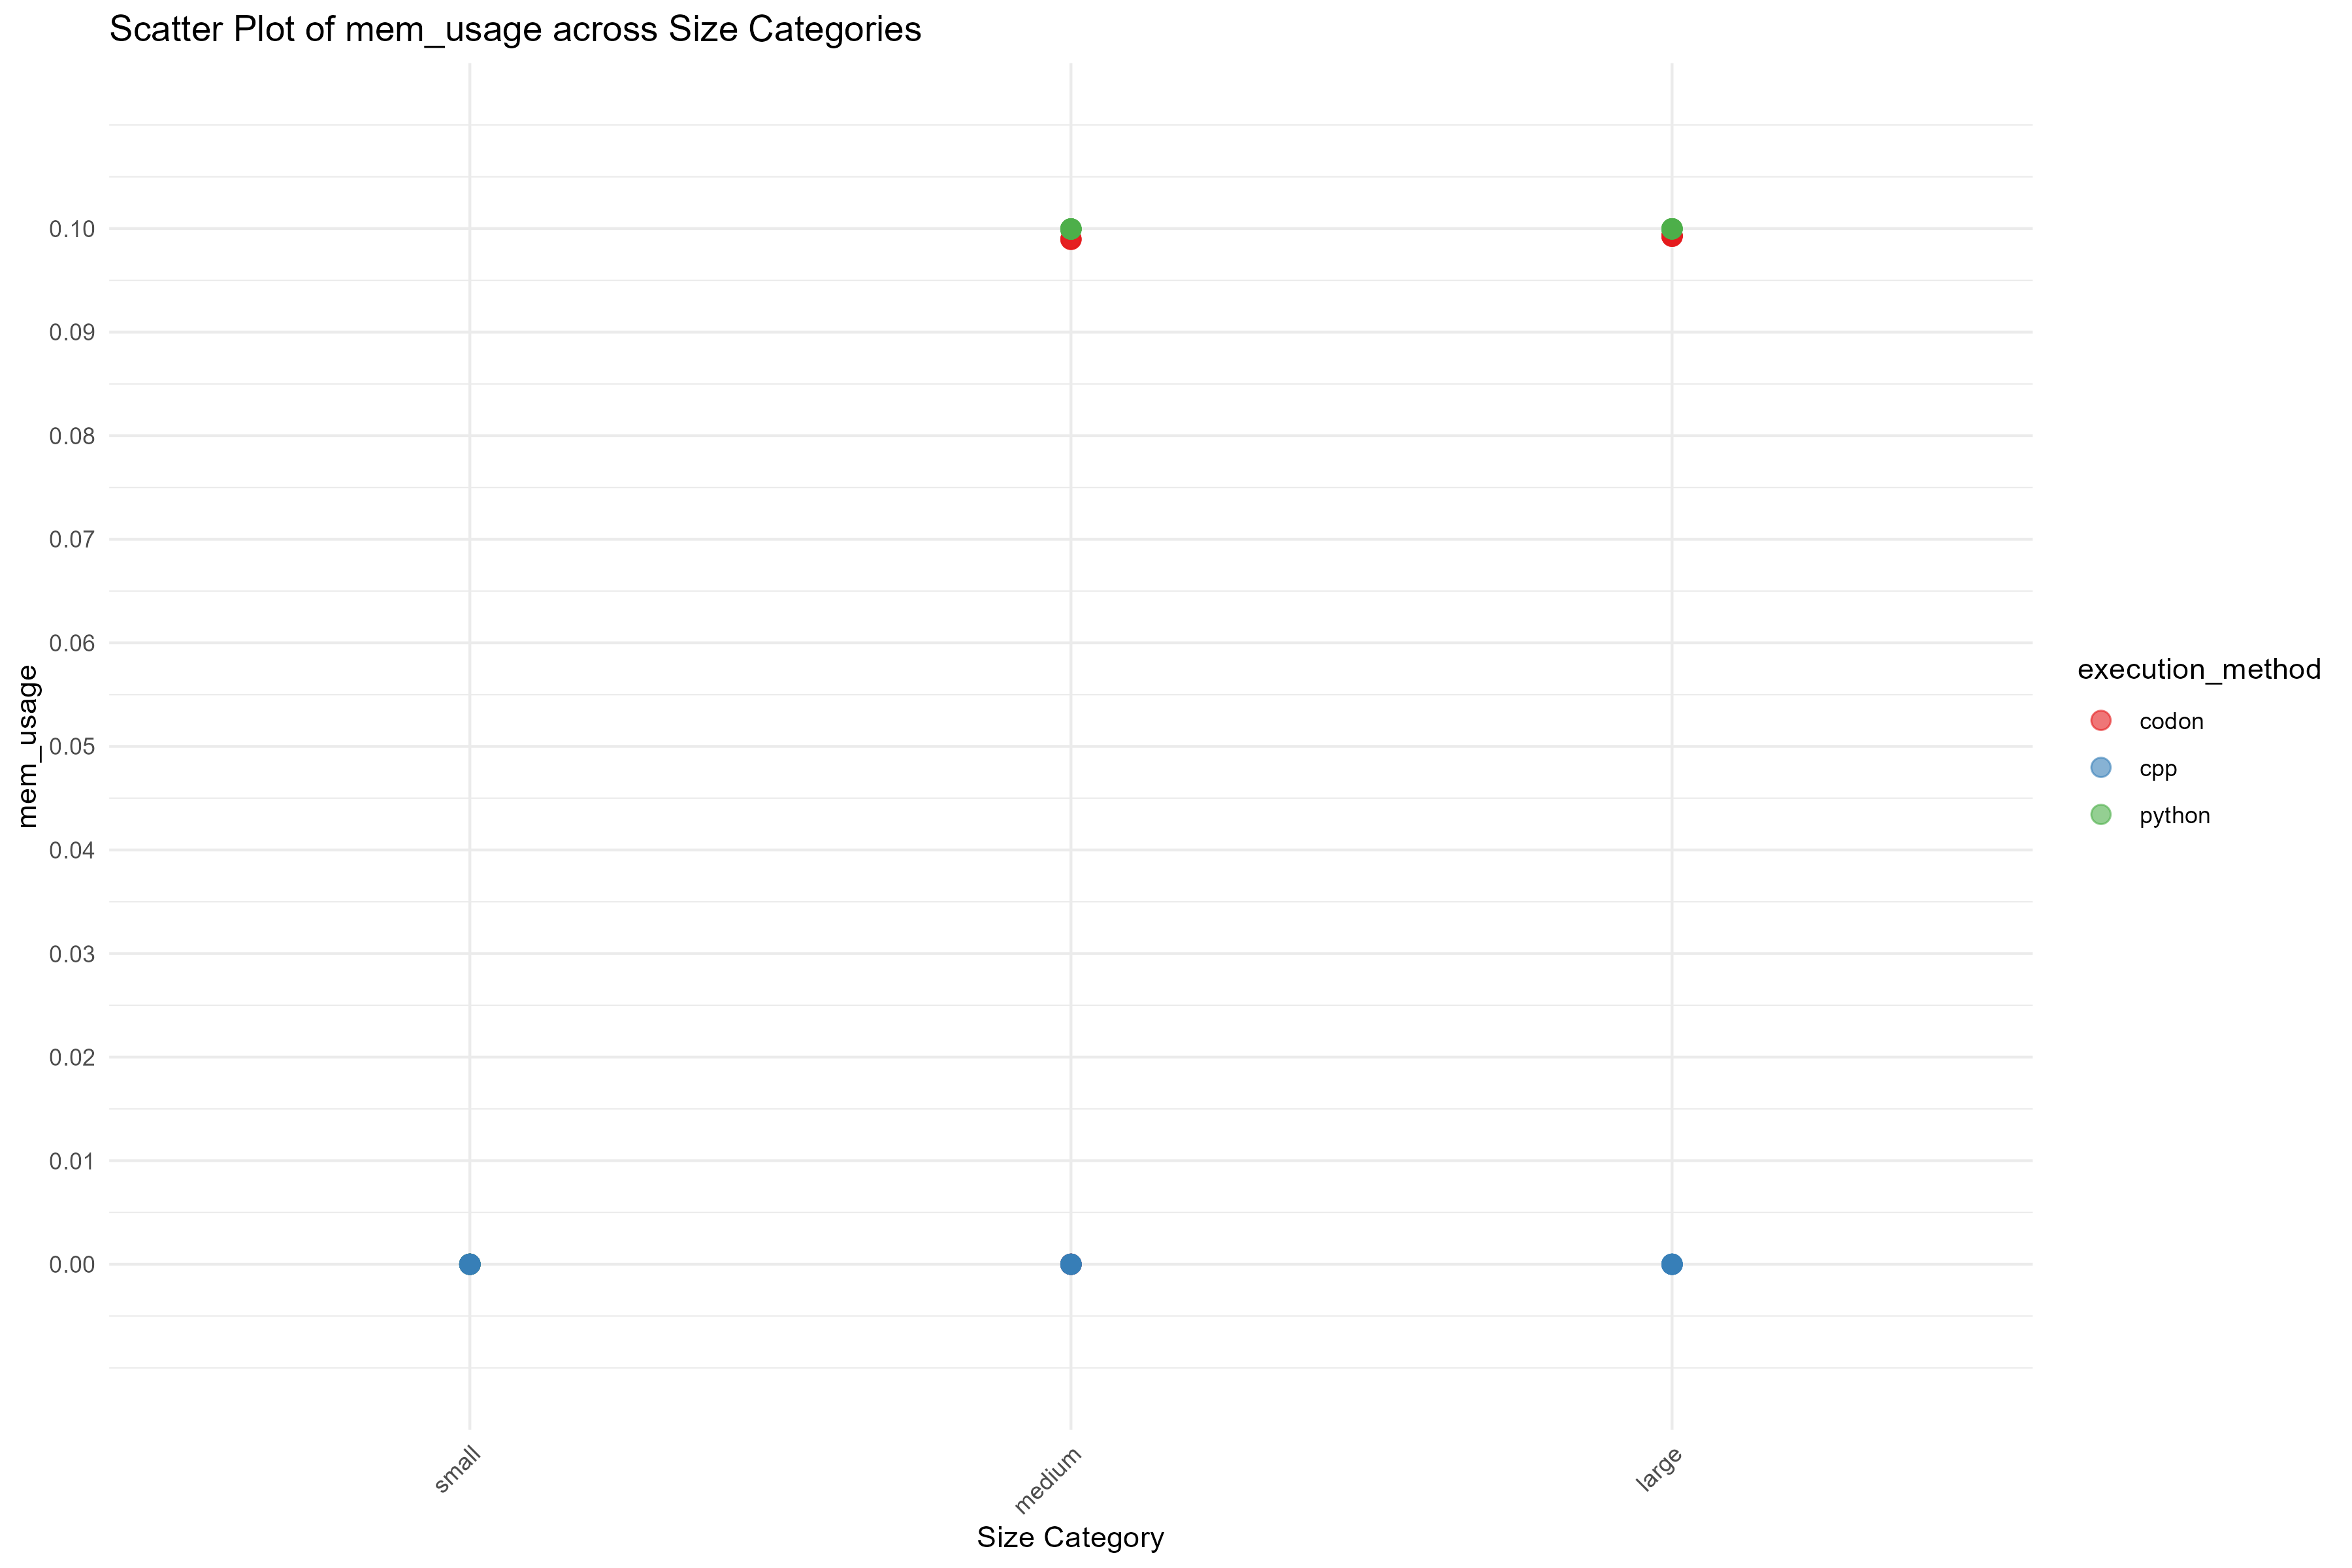 Scatter Plot of mem_usage across Size Categories
mem_usage
0.10
0.09
0.08
0.07
0.06
0.05
0.04
0.03
0.02
0.01
0.00
small
medium
large
Size Category
execution_method
codon
cpp
python